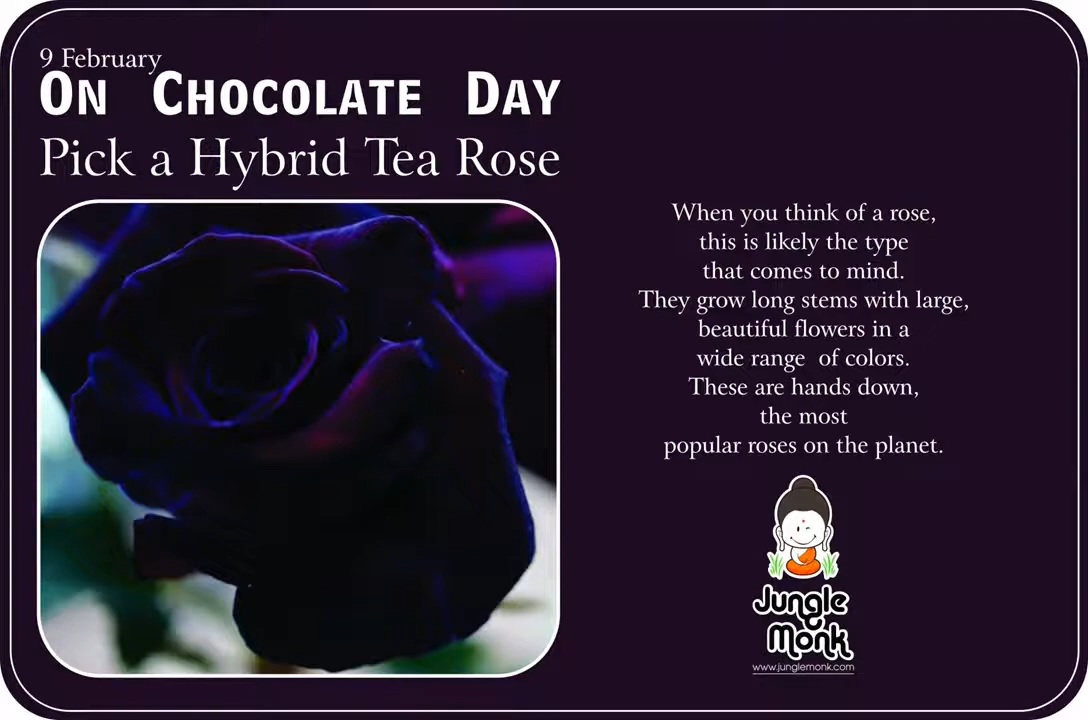 9 February
ON CHOCOLATE DAY
Pick a Hybrid Tea Rose
When you think of a rose,
this is likely the type
that comes to mind.
They grow long stems with large,
beautiful flowers in a
wide range of colors.
These are hands down,
the most
popular roses on the planet.
Jungle
Monk
www.junglemonk.com